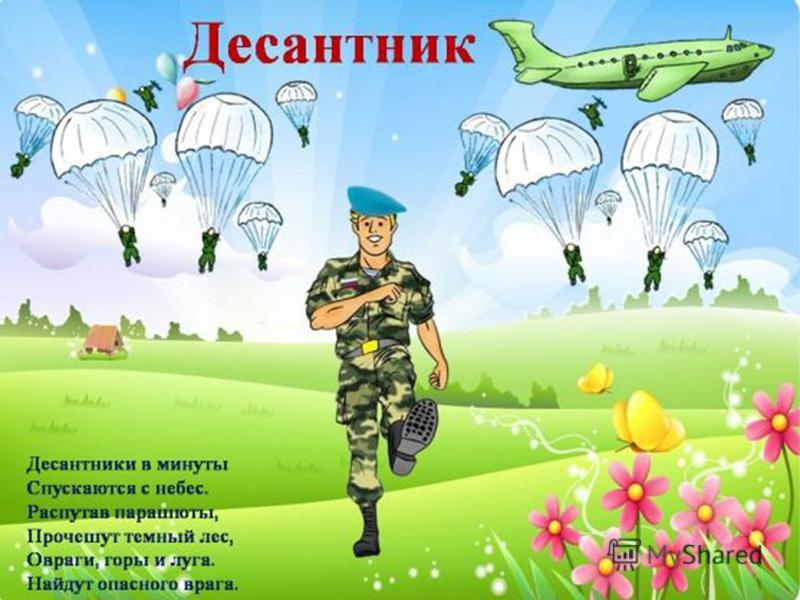 Десантник
Десантники в минуты
Спускаются с небес.
Распутав парашюты,
Прочешут темный лес,
Овраги, горы и луга.
Найдут опасного врага.
MyShared